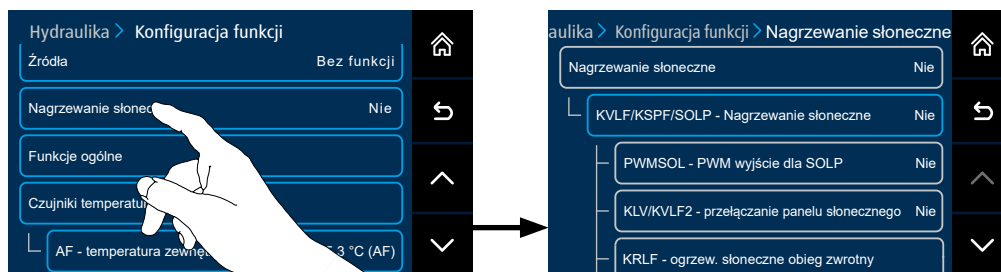 Hydraulika > Konfiguracja funkcji
Źródła Bez funkcji
Nagrzewanie słonec Nie
Funkcje ogólne
Czujniki temperatu
AF - temperatura zewnęt 3 °C (AF)
aulika > Konfiguracja funkcji > Nagrzewanie słoneczne
Nagrzewanie słoneczne Nie
KVLF/KSPF/SOLP - Nagrzewanie słoneczne Nie
PWMSOL - PWM wyjście dla SOLP Nie
KLV/KVLF2 - przełączanie panelu słonecznego Nie
KRLF - ogrzew. słoneczne obieg zwrotny